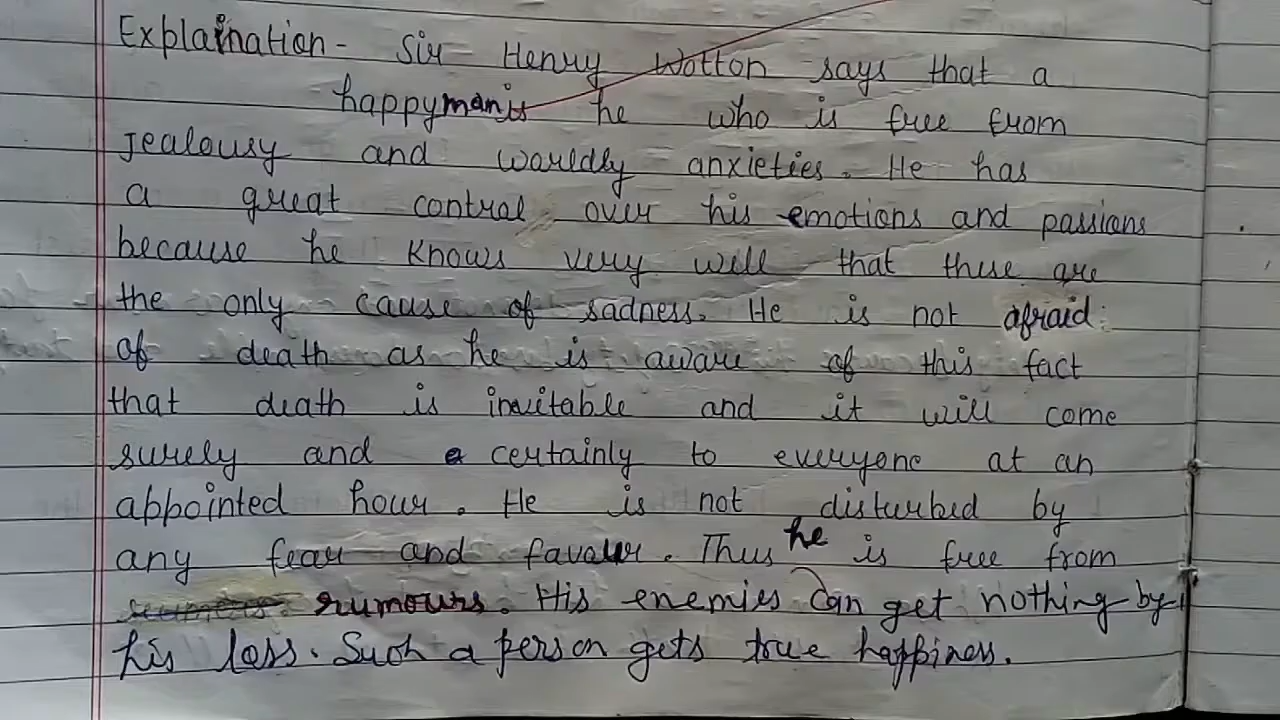 Explaination - Sir Henry Wotton says that a
happyman is he who is free from
Jealousy and worldly anxieties. He has
a great control over his emotions and passions
because he knows very well that these are
the only cause of sadness. He is not afraid
of death as he is aware of this fact
that death is invitable and it will come
surely and certainly to everyone at an
appointed hour. He is not disturbed by
any fear and favour. Thus he is free from
rumours. His enemies can get nothing by
his loss. Such a person gets true happiness.